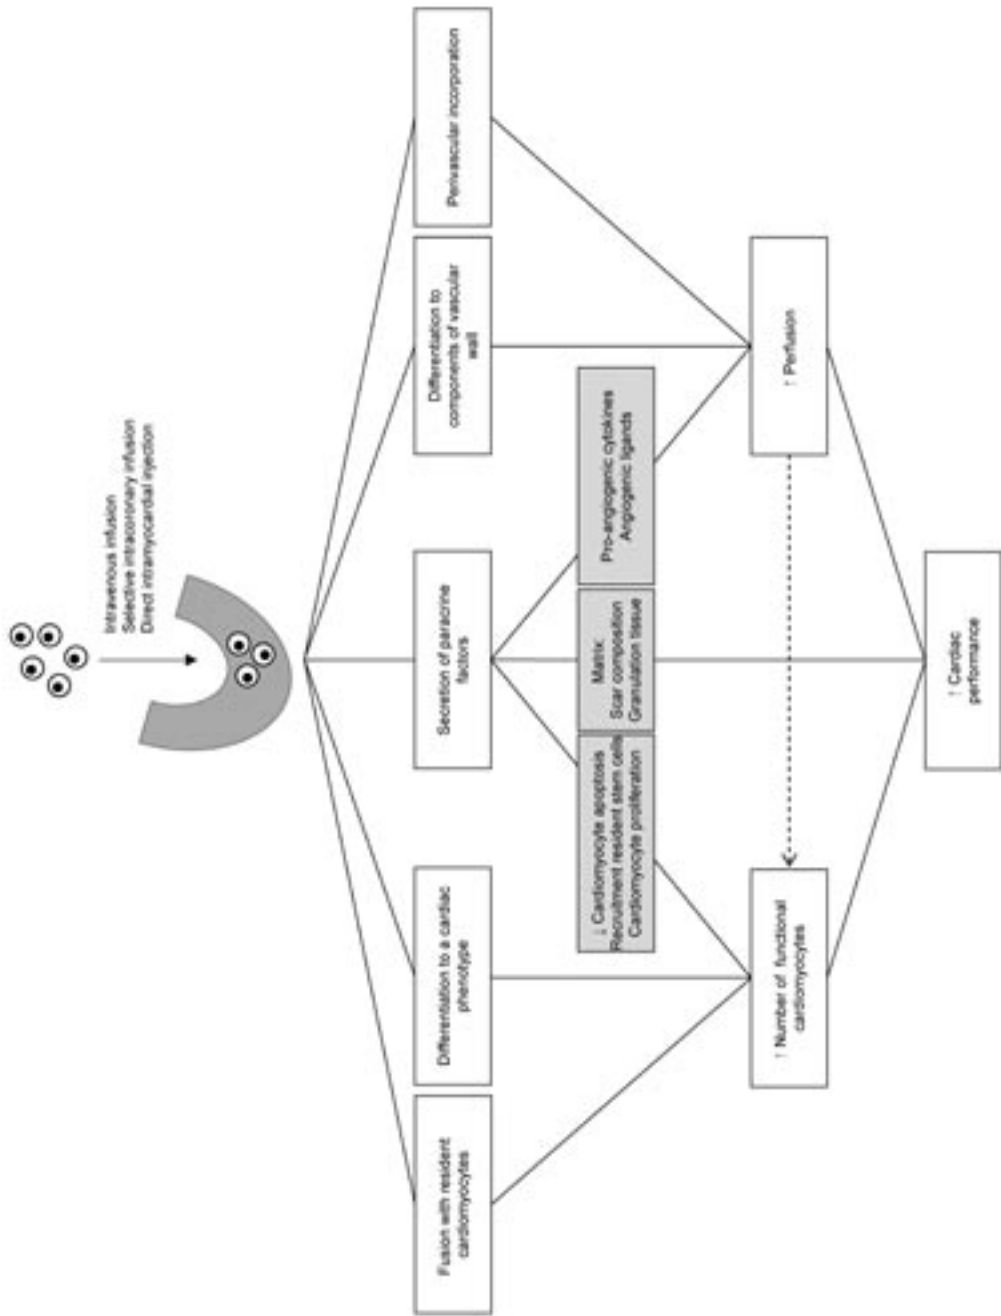 Intravenous infusion
Selective intracoronary infusion
Direct intramyocardial injection
Fusion with resident
cardiomyocytes
Differentiation to a cardiac
phenotype
Secretion of paracrine
factors
Differentiation to
components of vascular
wall
Perivascular incorporation
↓ Cardiomyocyte apoptosis
Recruitment resident stem cells
Cardiomyocyte proliferation
Matrix:
Scar composition
Granulation tissue
Pro-angiogenic cytokines
Angiogenic ligands
↑ Number of functional
cardiomyocytes
↑ Perfusion
↑ Cardiac
performance